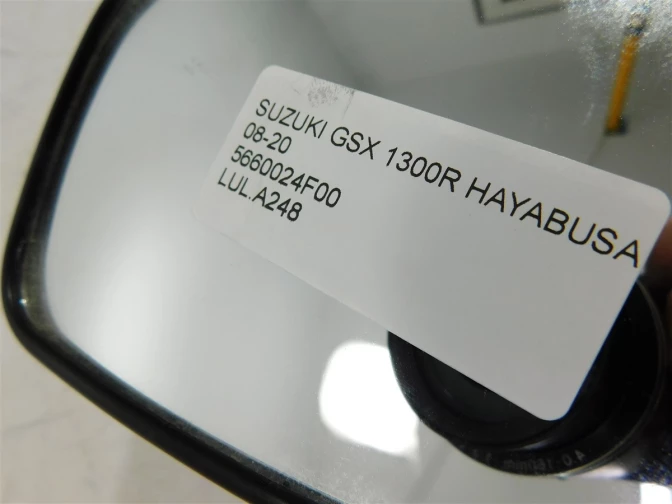 SUZUKI GSX 1300R HAYABUSA
08-20
5660024F00
LUL.A248